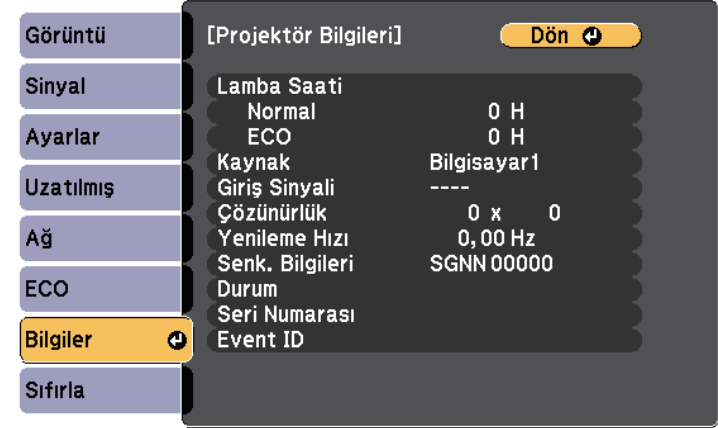 Görüntü
Sinyal
Ayarlar
Uzatılmış
Ağ
ECO
Bilgiler
Sıfırla
[Projektör Bilgileri] Dön
Lamba Saati
Normal 0 H
ECO 0 H
Kaynak Bilgisayar1
Giriş Sinyali ----
Çözünürlük 0 x 0
Yenileme Hızı 0,00 Hz
Senk. Bilgileri SGNN 00000
Durum
Seri Numarası
Event ID